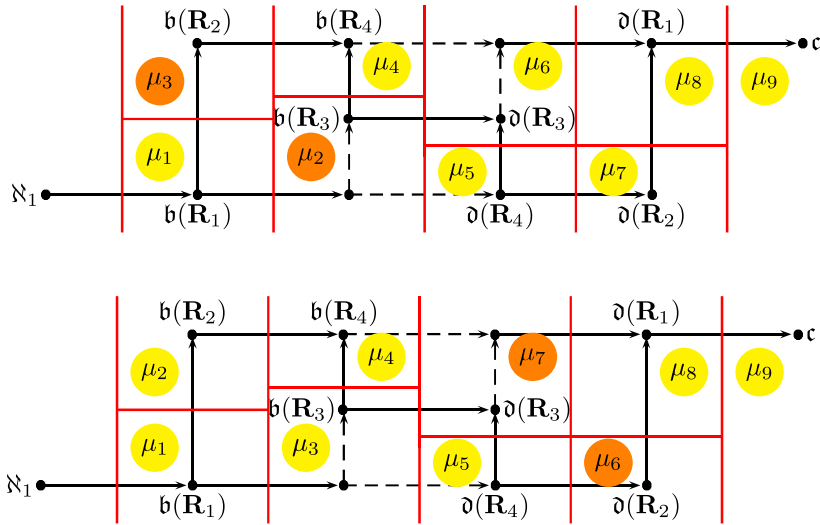 𝔟(𝐑₂) 𝔟(𝐑₄) 𝔡(𝐑₁)
𝔠
μ₃ μ₄ μ₆ μ₈ μ₉
𝔟(𝐑₃) 𝔡(𝐑₃)
μ₁ μ₂ μ₅ μ₇
ℵ₁
𝔟(𝐑₁) 𝔡(𝐑₄) 𝔡(𝐑₂)
𝔟(𝐑₂) 𝔟(𝐑₄) 𝔡(𝐑₁)
𝔠
μ₂ μ₄ μ₇ μ₈ μ₉
𝔟(𝐑₃) 𝔡(𝐑₃)
μ₁ μ₃ μ₅ μ₆
ℵ₁
𝔟(𝐑₁) 𝔡(𝐑₄) 𝔡(𝐑₂)